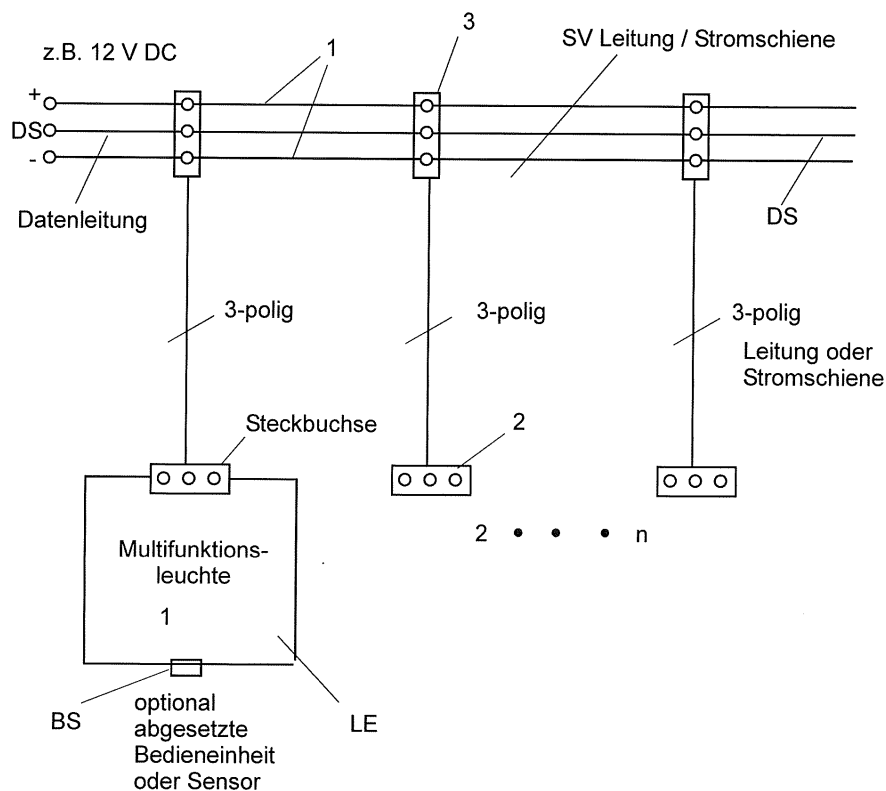 3
1
SV Leitung / Stromschiene
z.B. 12 V DC
+
DS
-
Datenleitung
DS
3-polig
3-polig
3-polig
Leitung oder
Stromschiene
Steckbuchse
2
2 • • • n
Multifunktions-
leuchte
1
BS
optional
abgesetzte
Bedieneinheit
oder Sensor
LE